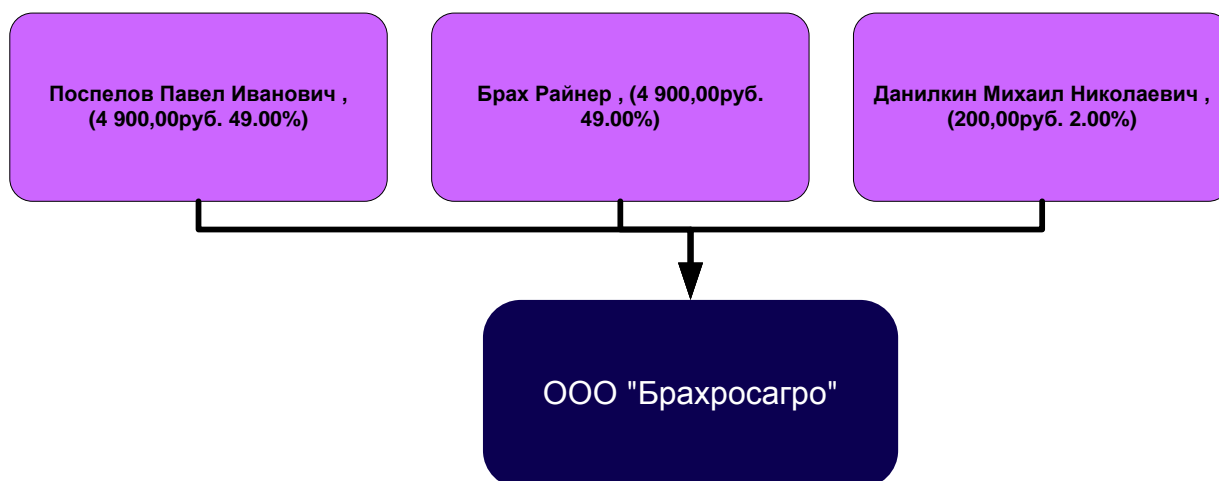 Поспелов Павел Иванович ,
(4 900,00руб. 49.00%)
Брах Райнер , (4 900,00руб.
49.00%)
Данилкин Михаил Николаевич ,
(200,00руб. 2.00%)
ООО "Брахросагро"